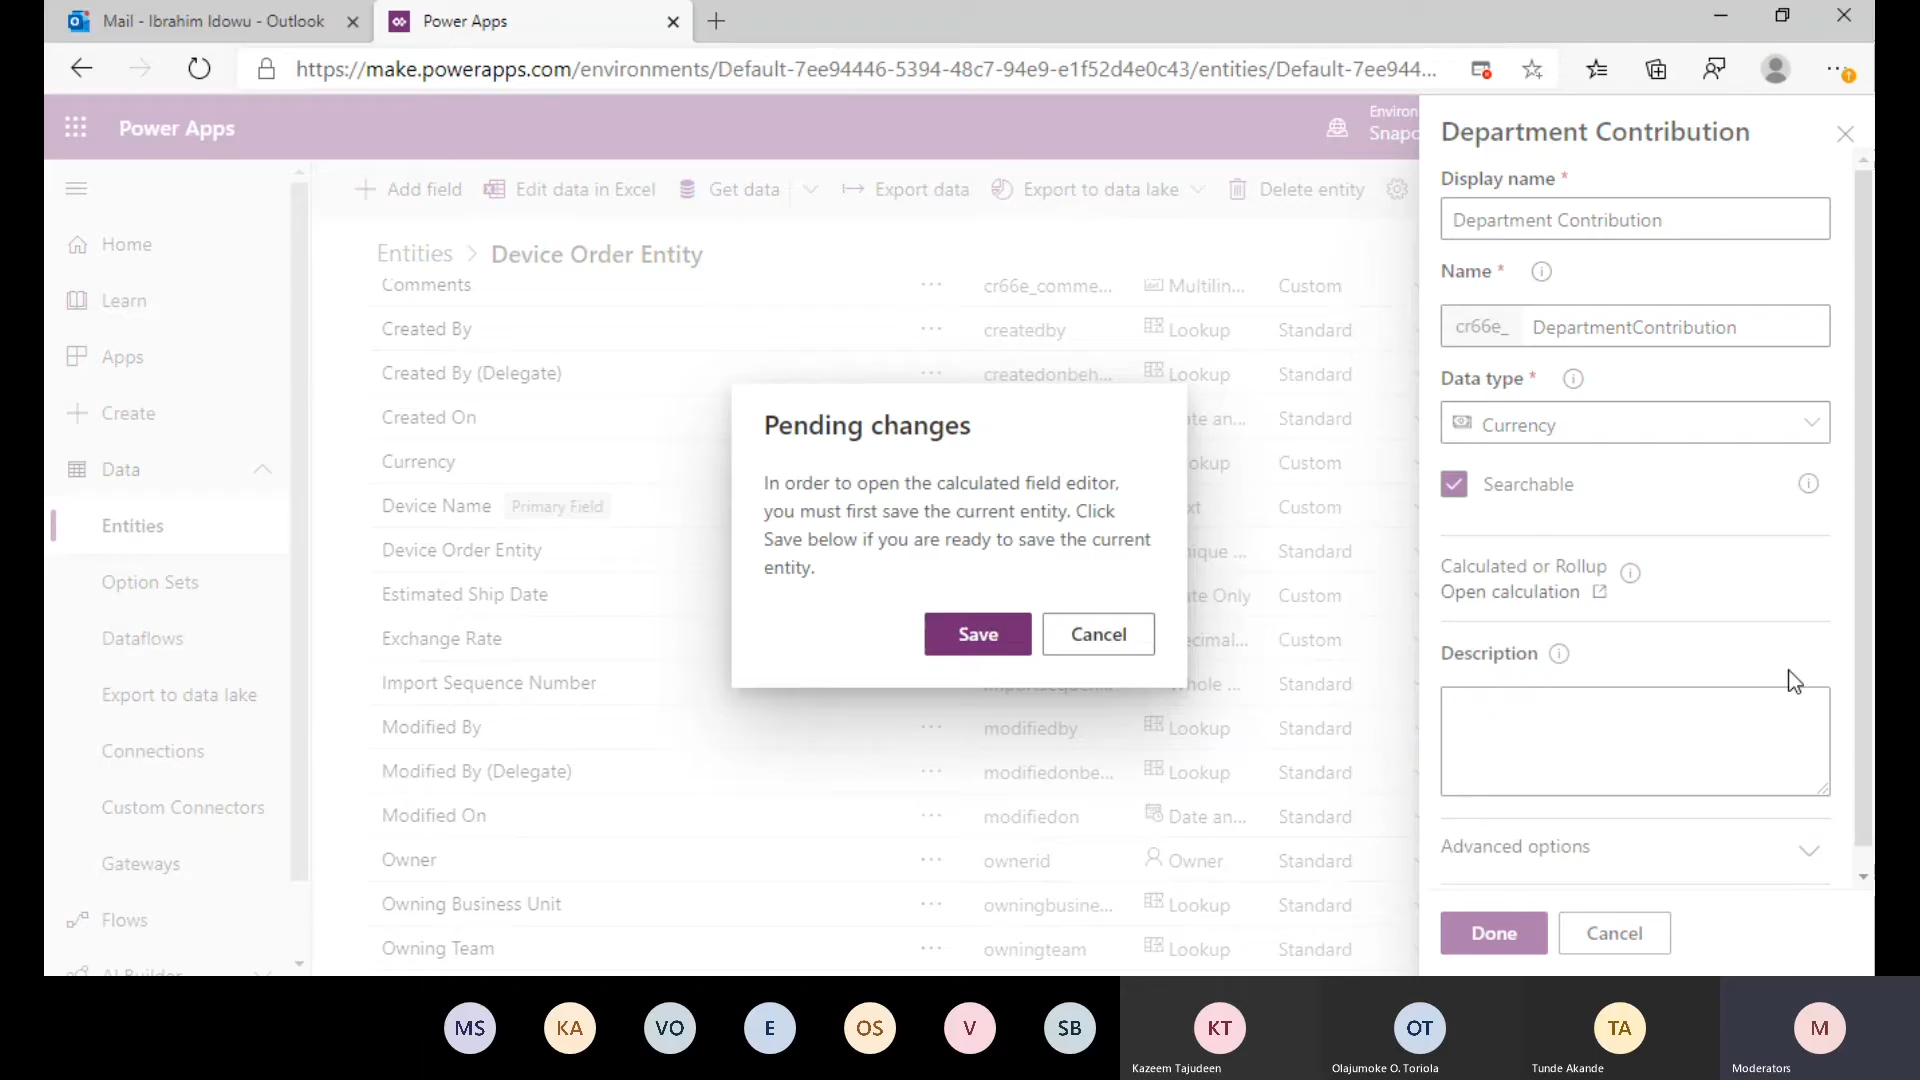 Mail - Ibrahim Idowu - Outlook
Power Apps
https://make.powerapps.com/environments/Default-7ee94446-5394-48c7-94e9-e1f52d4e0c43/entities/Default-7ee944...
Power Apps
Environ
Snapo
Add field
Edit data in Excel
Get data
Export data
Export to data lake
Delete entity
Home
Learn
Apps
Create
Data
Entities
Option Sets
Dataflows
Export to data lake
Connections
Custom Connectors
Gateways
Flows
AI Builder
Entities > Device Order Entity
Comments ... cr66e_comme... Multilin... Custom
Created By ... createdby Lookup Standard
Created By (Delegate) ... createdonbeh... Lookup Standard
Created On Standard
Currency Custom
Device Name Primary Field Custom
Device Order Entity Standard
Estimated Ship Date Custom
Exchange Rate Custom
Import Sequence Number Standard
Modified By ... modifiedby Lookup Standard
Modified By (Delegate) ... modifiedonbe... Lookup Standard
Modified On ... modifiedon Date an... Standard
Owner ... ownerid Owner Standard
Owning Business Unit ... owningbusine... Lookup Standard
Owning Team ... owningteam Lookup Standard
Pending changes
In order to open the calculated field editor,
you must first save the current entity. Click
Save below if you are ready to save the current
entity.
Save
Cancel
Department Contribution
Display name *
Department Contribution
Name *
cr66e_ DepartmentContribution
Data type *
Currency
Searchable
Calculated or Rollup
Open calculation
Description
Advanced options
Done
Cancel
MS
KA
VO
E
OS
V
SB
KT
Kazeem Tajudeen
OT
Olajumoke O. Toriola
TA
Tunde Akande
M
Moderators